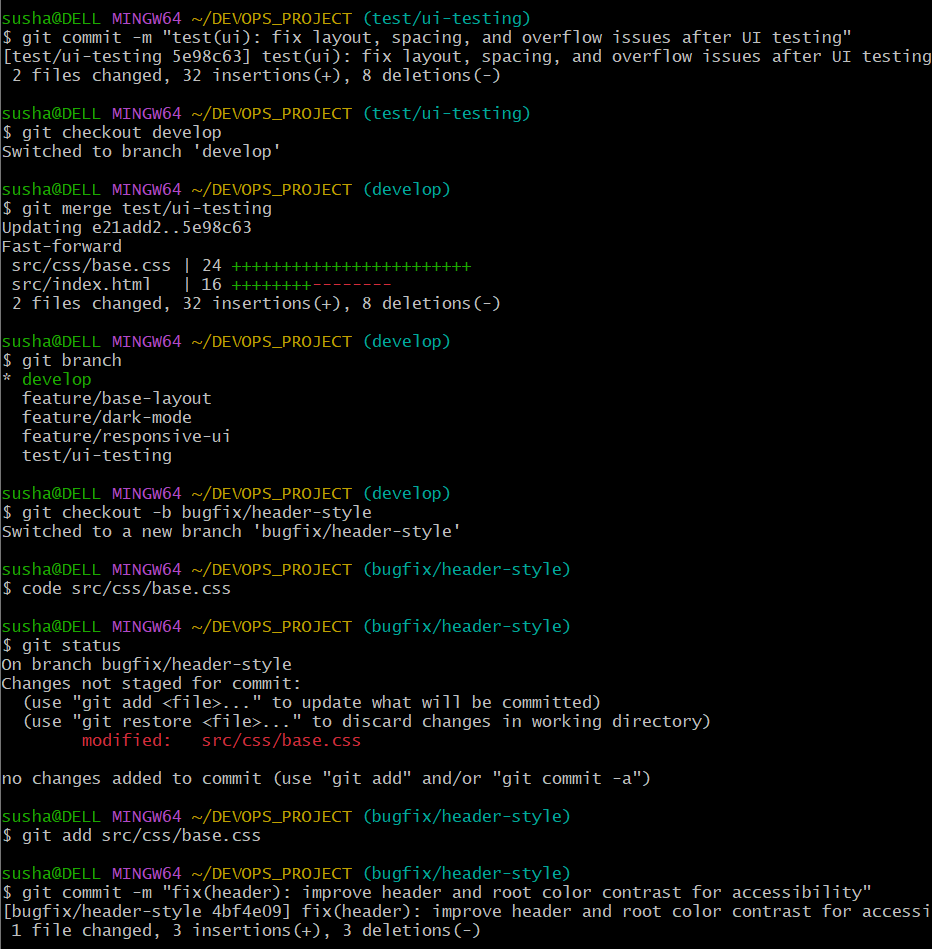 susha@DELL MINGW64 ~/DEVOPS_PROJECT (test/ui-testing)
$ git commit -m "test(ui): fix layout, spacing, and overflow issues after UI testing"
[test/ui-testing 5e98c63] test(ui): fix layout, spacing, and overflow issues after UI testing
 2 files changed, 32 insertions(+), 8 deletions(-)

susha@DELL MINGW64 ~/DEVOPS_PROJECT (test/ui-testing)
$ git checkout develop
Switched to branch 'develop'

susha@DELL MINGW64 ~/DEVOPS_PROJECT (develop)
$ git merge test/ui-testing
Updating e21add2..5e98c63
Fast-forward
 src/css/base.css | 24 ++++++++++++++++++++++++
 src/index.html   | 16 ++++++++--------
 2 files changed, 32 insertions(+), 8 deletions(-)

susha@DELL MINGW64 ~/DEVOPS_PROJECT (develop)
$ git branch
* develop
  feature/base-layout
  feature/dark-mode
  feature/responsive-ui
  test/ui-testing

susha@DELL MINGW64 ~/DEVOPS_PROJECT (develop)
$ git checkout -b bugfix/header-style
Switched to a new branch 'bugfix/header-style'

susha@DELL MINGW64 ~/DEVOPS_PROJECT (bugfix/header-style)
$ code src/css/base.css

susha@DELL MINGW64 ~/DEVOPS_PROJECT (bugfix/header-style)
$ git status
On branch bugfix/header-style
Changes not staged for commit:
  (use "git add <file>..." to update what will be committed)
  (use "git restore <file>..." to discard changes in working directory)
        modified:   src/css/base.css

no changes added to commit (use "git add" and/or "git commit -a")

susha@DELL MINGW64 ~/DEVOPS_PROJECT (bugfix/header-style)
$ git add src/css/base.css

susha@DELL MINGW64 ~/DEVOPS_PROJECT (bugfix/header-style)
$ git commit -m "fix(header): improve header and root color contrast for accessibility"
[bugfix/header-style 4bf4e09] fix(header): improve header and root color contrast for accessi
 1 file changed, 3 insertions(+), 3 deletions(-)